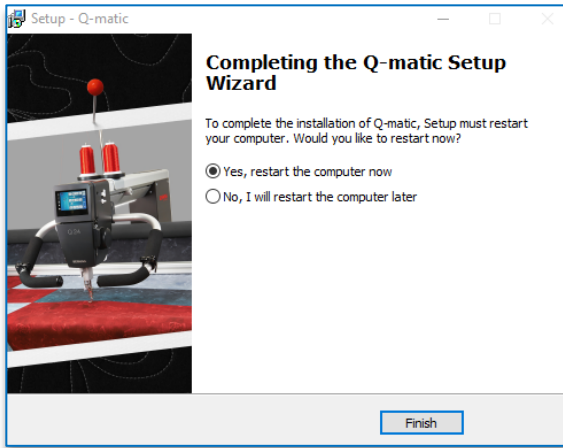 Setup - Q-matic
Completing the Q-matic Setup
Wizard
To complete the installation of Q-matic, Setup must restart
your computer. Would you like to restart now?
Yes, restart the computer now
No, I will restart the computer later
Finish